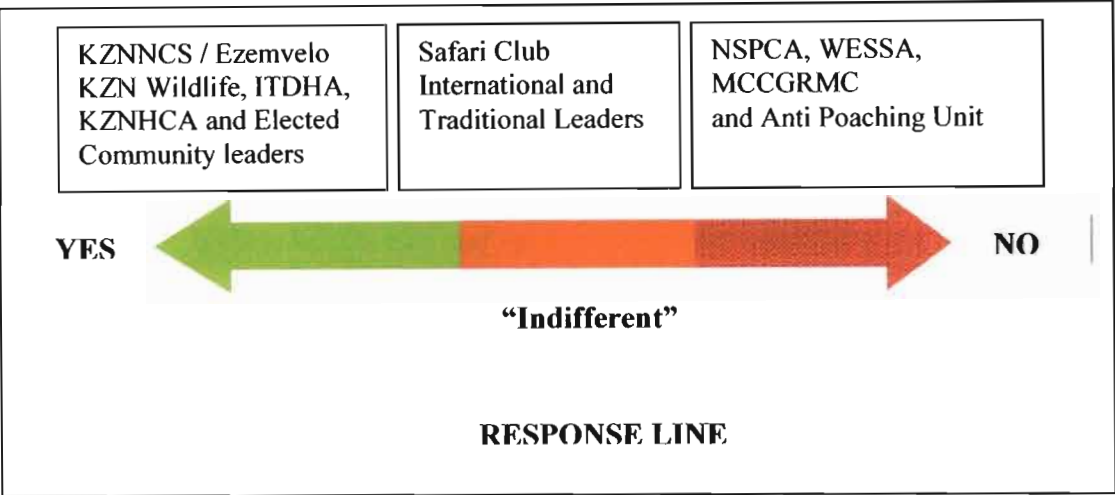 KZNNCS / Ezemvelo
KZN Wildlife, ITDHA,
KZNHCA and Elected
Community leaders
Safari Club
International and
Traditional Leaders
NSPCA, WESSA,
MCCGRMC
and Anti Poaching Unit
YES
NO
“Indifferent”
RESPONSE LINE